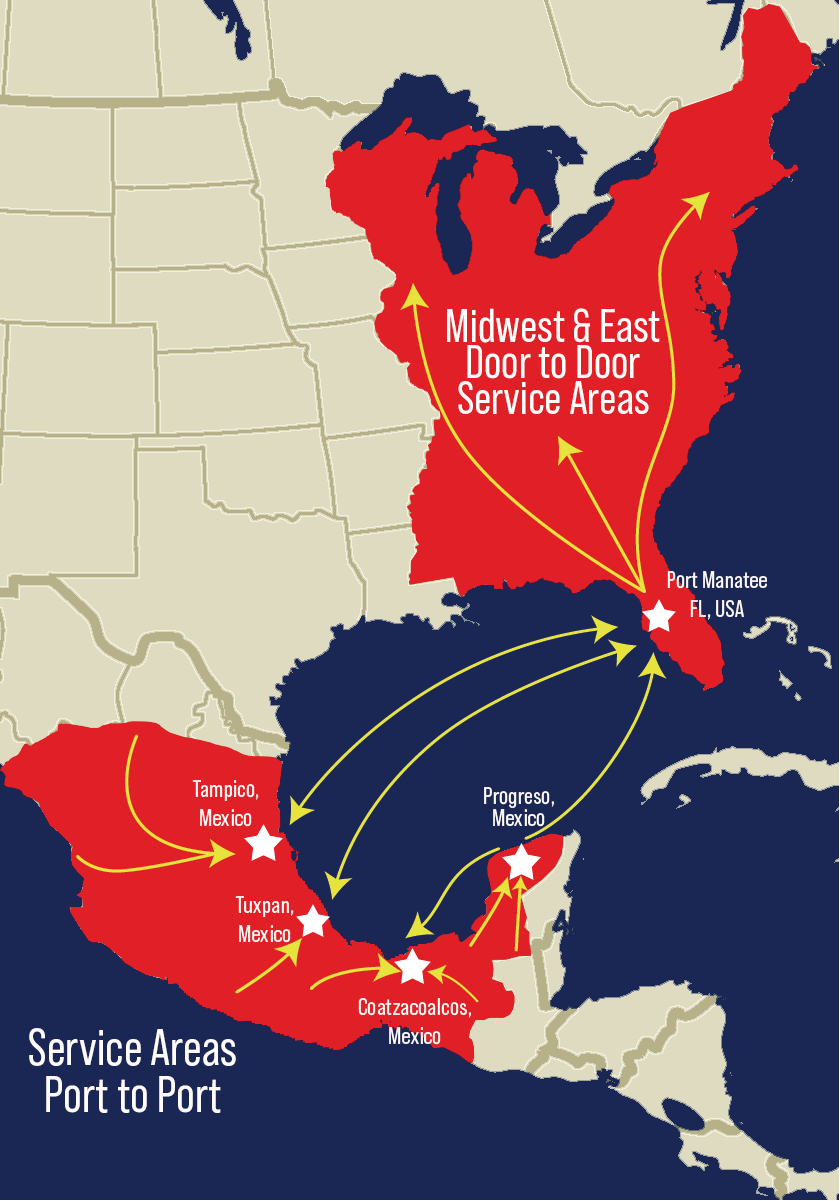 Midwest & East
Door to Door
Service Areas
Port Manatee
FL, USA
Tampico,
Mexico
Progreso,
Mexico
Tuxpan,
Mexico
Coatzacoalcos,
Mexico
Service Areas
Port to Port